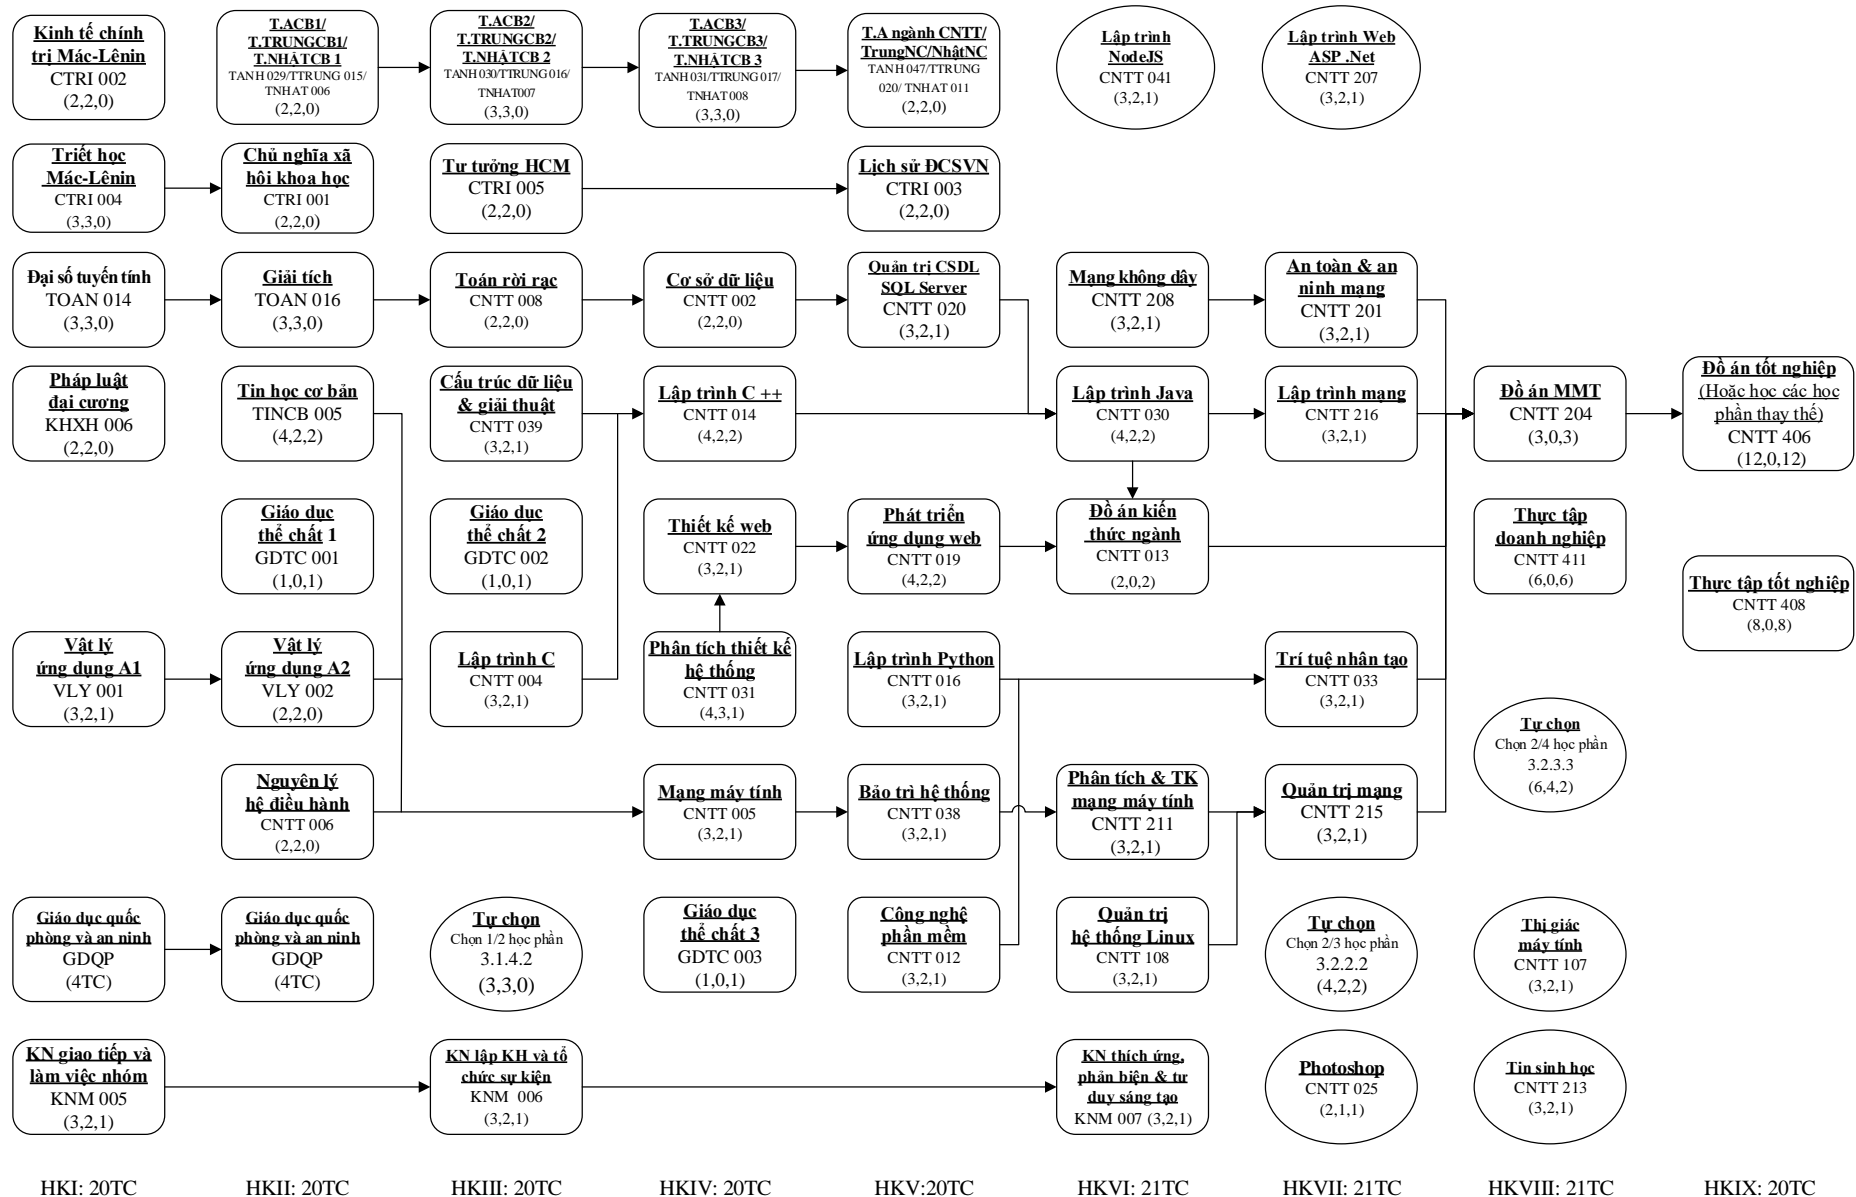 Kinh tế chính
trị Mác-Lênin
CTRI 002
(2,2,0)
T.ACB1/
T.TRUNGCB1/
T.NHẬTCB 1
TANH 029/TTRUNG 015/
TNHAT 006
(2,2,0)
T.ACB2/
T.TRUNGCB2/
T.NHẬTCB 2
TANH 030/TTRUNG 016/
TNHAT007
(3,3,0)
T.ACB3/
T.TRUNGCB3/
T.NHẬTCB 3
TANH 031/TTRUNG 017/
TNHAT 008
(3,3,0)
T.A ngành CNTT/
TrungNC/NhậtNC
TANH 047/TTRUNG
020/ TNHAT 011
(2,2,0)
Lập trình
NodeJS
CNTT 041
(3,2,1)
Lập trình Web
ASP .Net
CNTT 207
(3,2,1)
Triết học
Mác-Lênin
CTRI 004
(3,3,0)
Chủ nghĩa xã
hôi khoa học
CTRI 001
(2,2,0)
Tư tưởng HCM
CTRI 005
(2,2,0)
Lịch sử ĐCSVN
CTRI 003
(2,2,0)
Đại số tuyến tính
TOAN 014
(3,3,0)
Giải tích
TOAN 016
(3,3,0)
Toán rời rạc
CNTT 008
(2,2,0)
Cơ sở dữ liệu
CNTT 002
(2,2,0)
Quản trị CSDL
SQL Server
CNTT 020
(3,2,1)
Mạng không dây
CNTT 208
(3,2,1)
An toàn & an
ninh mạng
CNTT 201
(3,2,1)
Pháp luật
đại cương
KHXH 006
(2,2,0)
Tin học cơ bản
TINCB 005
(4,2,2)
Cấu trúc dữ liệu
& giải thuật
CNTT 039
(3,2,1)
Lập trình C ++
CNTT 014
(4,2,2)
Lập trình Java
CNTT 030
(4,2,2)
Lập trình mạng
CNTT 216
(3,2,1)
Đồ án MMT
CNTT 204
(3,0,3)
Đồ án tốt nghiệp
(Hoặc học các học
phần thay thế)
CNTT 406
(12,0,12)
Giáo dục
thể chất 1
GDTC 001
(1,0,1)
Giáo dục
thể chất 2
GDTC 002
(1,0,1)
Thiết kế web
CNTT 022
(3,2,1)
Phát triển
ứng dụng web
CNTT 019
(4,2,2)
Đồ án kiến
thức ngành
CNTT 013
(2,0,2)
Thực tập
doanh nghiệp
CNTT 411
(6,0,6)
Thực tập tốt nghiệp
CNTT 408
(8,0,8)
Vật lý
ứng dụng A1
VLY 001
(3,2,1)
Vật lý
ứng dụng A2
VLY 002
(2,2,0)
Lập trình C
CNTT 004
(3,2,1)
Phân tích thiết kế
hệ thống
CNTT 031
(4,3,1)
Lập trình Python
CNTT 016
(3,2,1)
Trí tuệ nhân tạo
CNTT 033
(3,2,1)
Tự chọn
Chọn 2/4 học phần
3.2.3.3
(6,4,2)
Nguyên lý
hệ điều hành
CNTT 006
(2,2,0)
Mạng máy tính
CNTT 005
(3,2,1)
Bảo trì hệ thống
CNTT 038
(3,2,1)
Phân tích & TK
mạng máy tính
CNTT 211
(3,2,1)
Quản trị mạng
CNTT 215
(3,2,1)
Giáo dục quốc
phòng và an ninh
GDQP
(4TC)
Giáo dục quốc
phòng và an ninh
GDQP
(4TC)
Tự chọn
Chọn 1/2 học phần
3.1.4.2
(3,3,0)
Giáo dục
thể chất 3
GDTC 003
(1,0,1)
Công nghệ
phần mềm
CNTT 012
(3,2,1)
Quản trị
hệ thống Linux
CNTT 108
(3,2,1)
Tự chọn
Chọn 2/3 học phần
3.2.2.2
(4,2,2)
Thị giác
máy tính
CNTT 107
(3,2,1)
KN giao tiếp và
làm việc nhóm
KNM 005
(3,2,1)
KN lập KH và tổ
chức sự kiện
KNM 006
(3,2,1)
KN thích ứng,
phản biện & tư
duy sáng tạo
KNM 007 (3,2,1)
Photoshop
CNTT 025
(2,1,1)
Tin sinh học
CNTT 213
(3,2,1)
HKI: 20TC
HKII: 20TC
HKIII: 20TC
HKIV: 20TC
HKV:20TC
HKVI: 21TC
HKVII: 21TC
HKVIII: 21TC
HKIX: 20TC